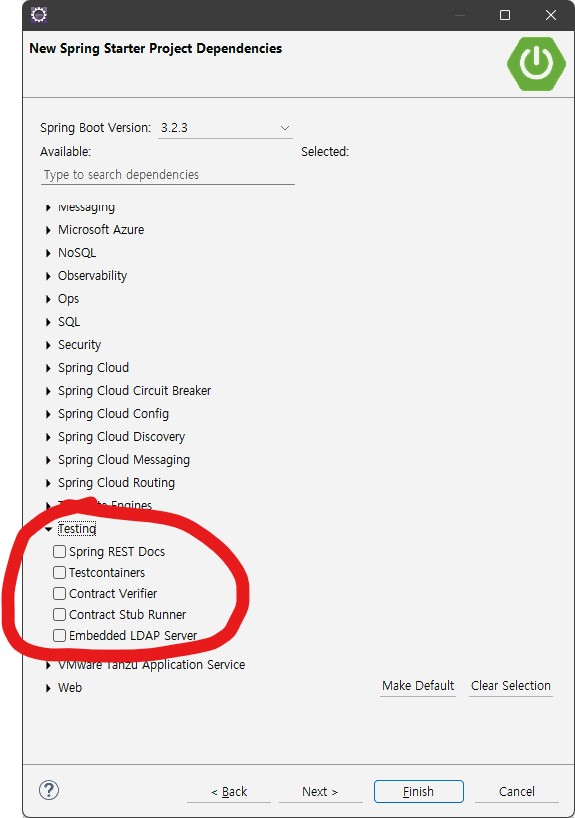 New Spring Starter Project Dependencies
Spring Boot Version: 3.2.3
Available: Selected:
Type to search dependencies
Messaging
Microsoft Azure
NoSQL
Observability
Ops
SQL
Security
Spring Cloud
Spring Cloud Circuit Breaker
Spring Cloud Config
Spring Cloud Discovery
Spring Cloud Messaging
Spring Cloud Routing
Template Engines
Testing
Spring REST Docs
Testcontainers
Contract Verifier
Contract Stub Runner
Embedded LDAP Server
VMware Tanzu Application Service
Web
Make Default Clear Selection
? < Back Next > Finish Cancel